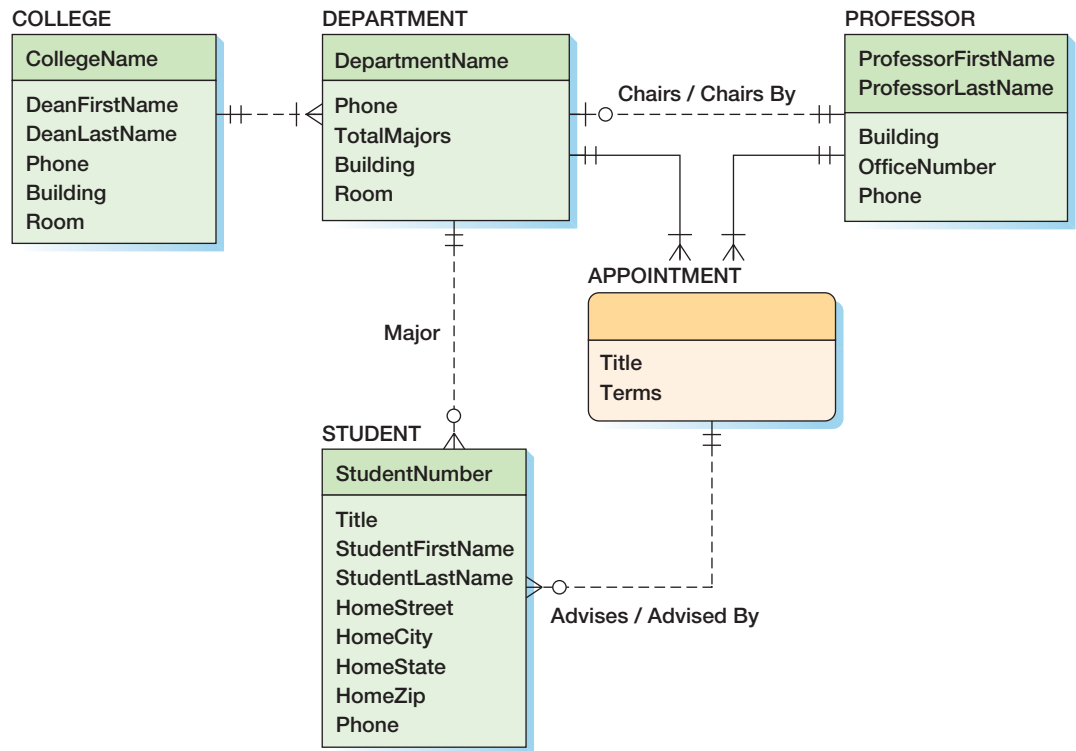 COLLEGE
CollegeName
DeanFirstName
DeanLastName
Phone
Building
Room
DEPARTMENT
DepartmentName
Phone
TotalMajors
Building
Room
Chairs / Chairs By
PROFESSOR
ProfessorFirstName
ProfessorLastName
Building
OfficeNumber
Phone
APPOINTMENT
Title
Terms
Major
STUDENT
StudentNumber
Title
StudentFirstName
StudentLastName
HomeStreet
HomeCity
HomeState
HomeZip
Phone
Advises / Advised By